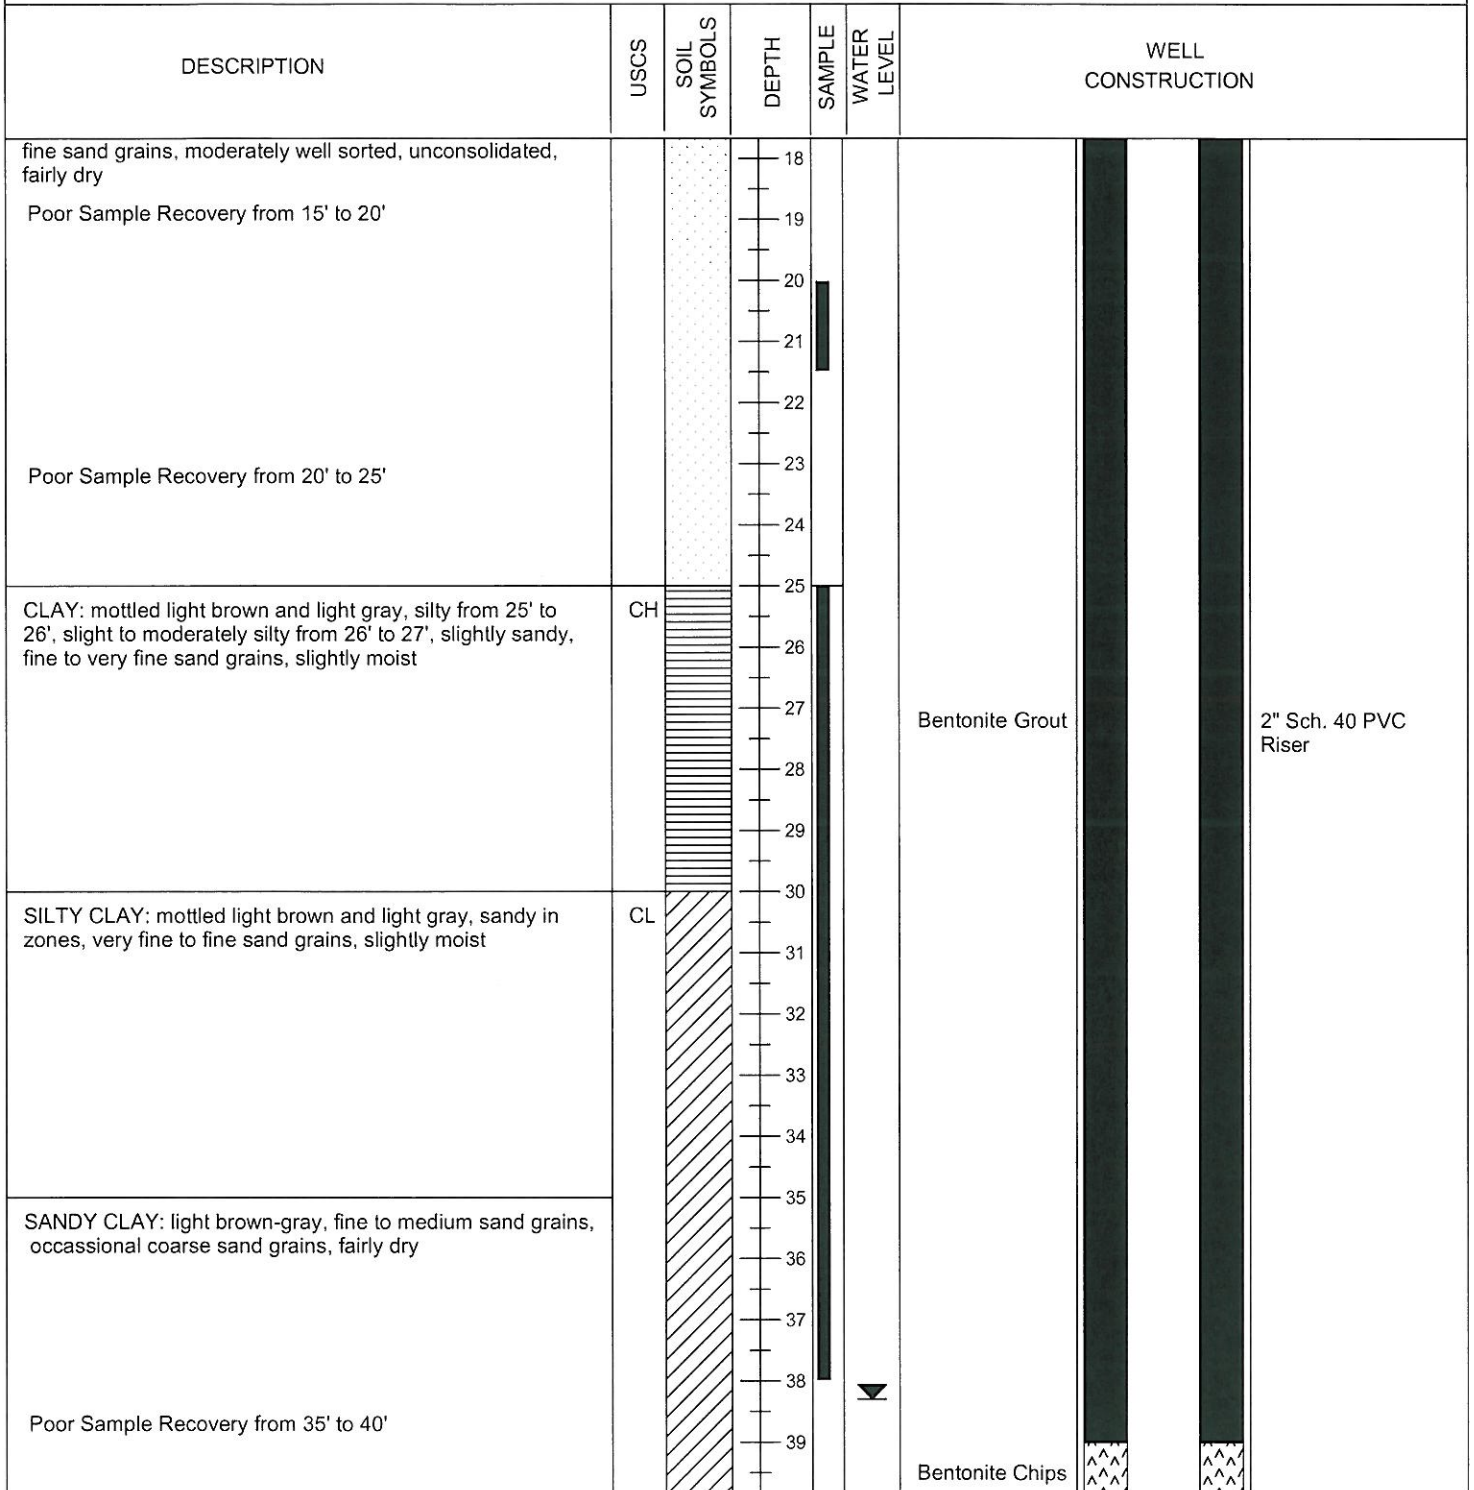 DESCRIPTION
USCS
SOIL
SYMBOLS
DEPTH
SAMPLE
WATER
LEVEL
WELL
CONSTRUCTION
fine sand grains, moderately well sorted, unconsolidated,
fairly dry
Poor Sample Recovery from 15' to 20'
Poor Sample Recovery from 20' to 25'
18
19
20
21
22
23
24
25
CLAY: mottled light brown and light gray, silty from 25' to
26', slight to moderately silty from 26' to 27', slightly sandy,
fine to very fine sand grains, slightly moist
CH
26
27
28
29
30
Bentonite Grout
2" Sch. 40 PVC
Riser
SILTY CLAY: mottled light brown and light gray, sandy in
zones, very fine to fine sand grains, slightly moist
CL
31
32
33
34
35
SANDY CLAY: light brown-gray, fine to medium sand grains,
occassional coarse sand grains, fairly dry
36
37
38
Poor Sample Recovery from 35' to 40'
39
Bentonite Chips